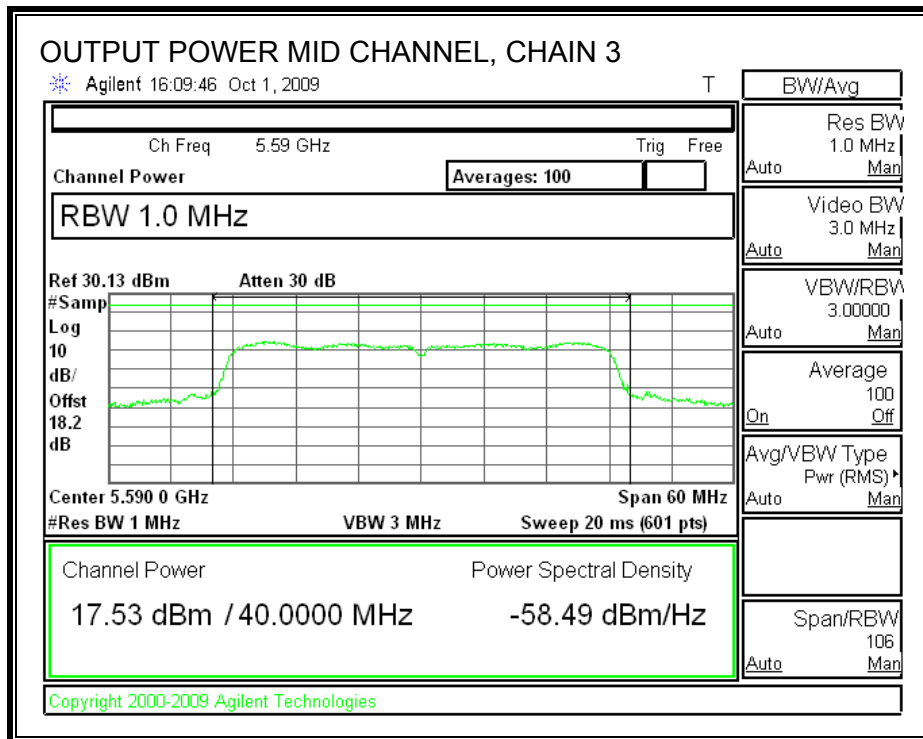 OUTPUT POWER MID CHANNEL, CHAIN 3
Agilent 16:09:46 Oct 1, 2009 T
Ch Freq 5.59 GHz Trig Free
Channel Power Averages: 100
RBW 1.0 MHz
Ref 30.13 dBm Atten 30 dB
#Samp
Log
10
dB/
Offst
18.2
dB
Center 5.590 0 GHz Span 60 MHz
#Res BW 1 MHz VBW 3 MHz Sweep 20 ms (601 pts)
Channel Power Power Spectral Density
17.53 dBm / 40.0000 MHz -58.49 dBm/Hz
Copyright 2000-2009 Agilent Technologies
BW/Avg
Res BW
1.0 MHz
Auto Man
Video BW
3.0 MHz
Auto Man
VBW/RBW
3.00000
Auto Man
Average
100
On Off
Avg/VBW Type
Pwr (RMS)
Auto Man
Span/RBW
106
Auto Man